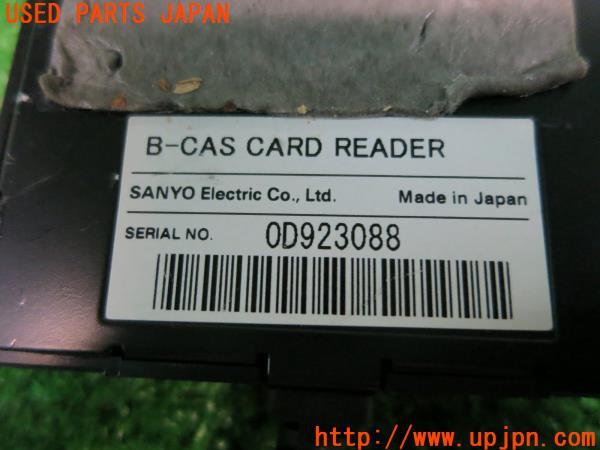 USED PARTS JAPAN
B-CAS CARD READER
SANYO Electric Co., Ltd. Made in Japan
SERIAL NO. 0D923088
http://www.upjpn.com/